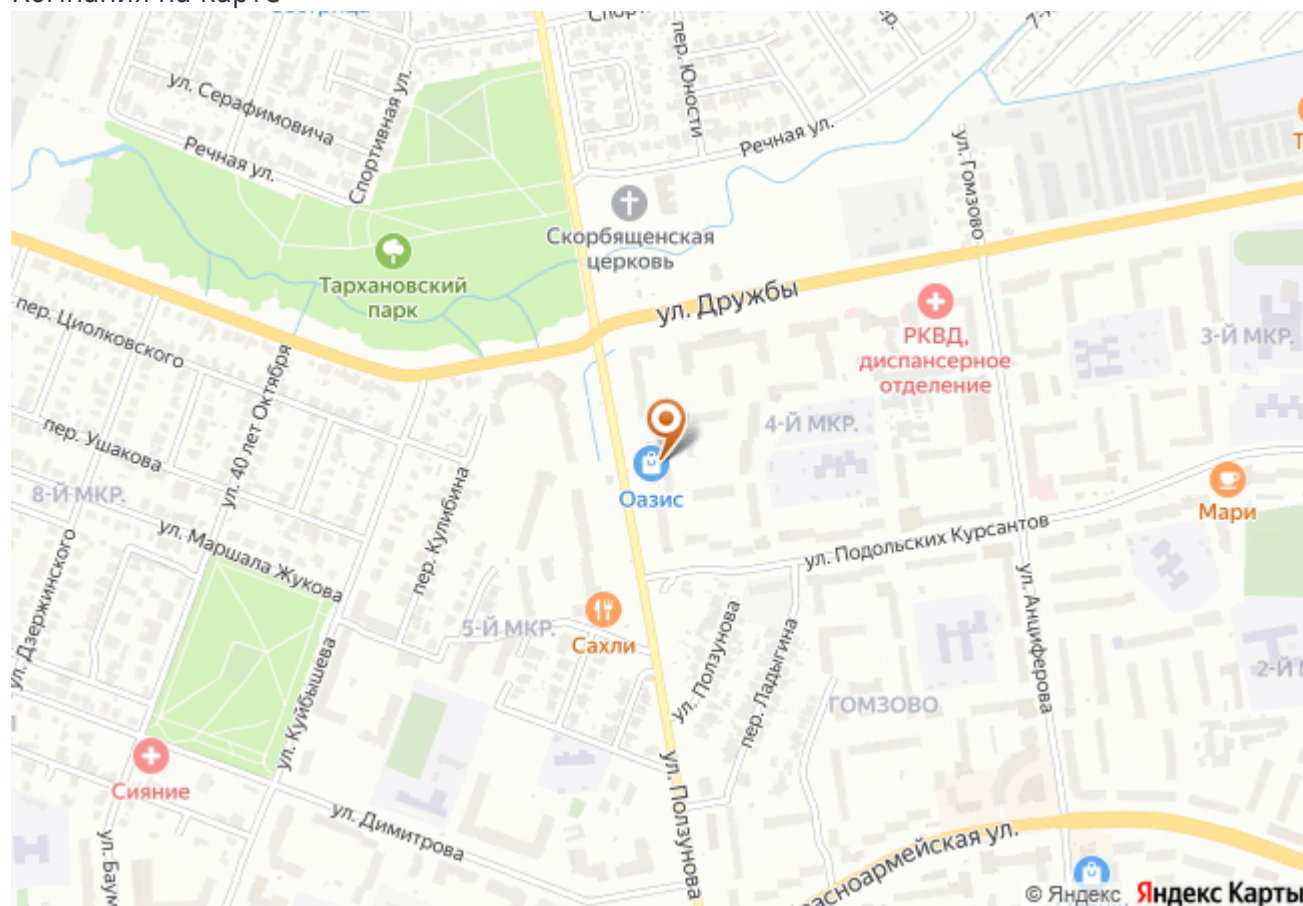 Компания на карте
ул. Серафимовича
Спортивная ул.
пер. Юности
Речная ул.
Речная ул.
ул. Гомзово
Скорбященская
церковь
Тархановский
парк
ул. Дружбы
РКВД,
диспансерное
отделение
3-Й МКР.
пер. Циолковского
ул. 40 лет Октября
4-Й МКР.
пер. Ушакова
8-Й МКР.
Оазис
Мари
пер. Кулибина
ул. Маршала Жукова
ул. Подольских Курсантов
ул. Дзержинского
5-Й МКР.
Сахли
ул. Ползунова
пер. Ладыгина
ул. Анциферова
ГОМЗОВО
ул. Куйбышева
Сияние
ул. Димитрова
ул. Ползунова
© Яндекс Яндекс Карты